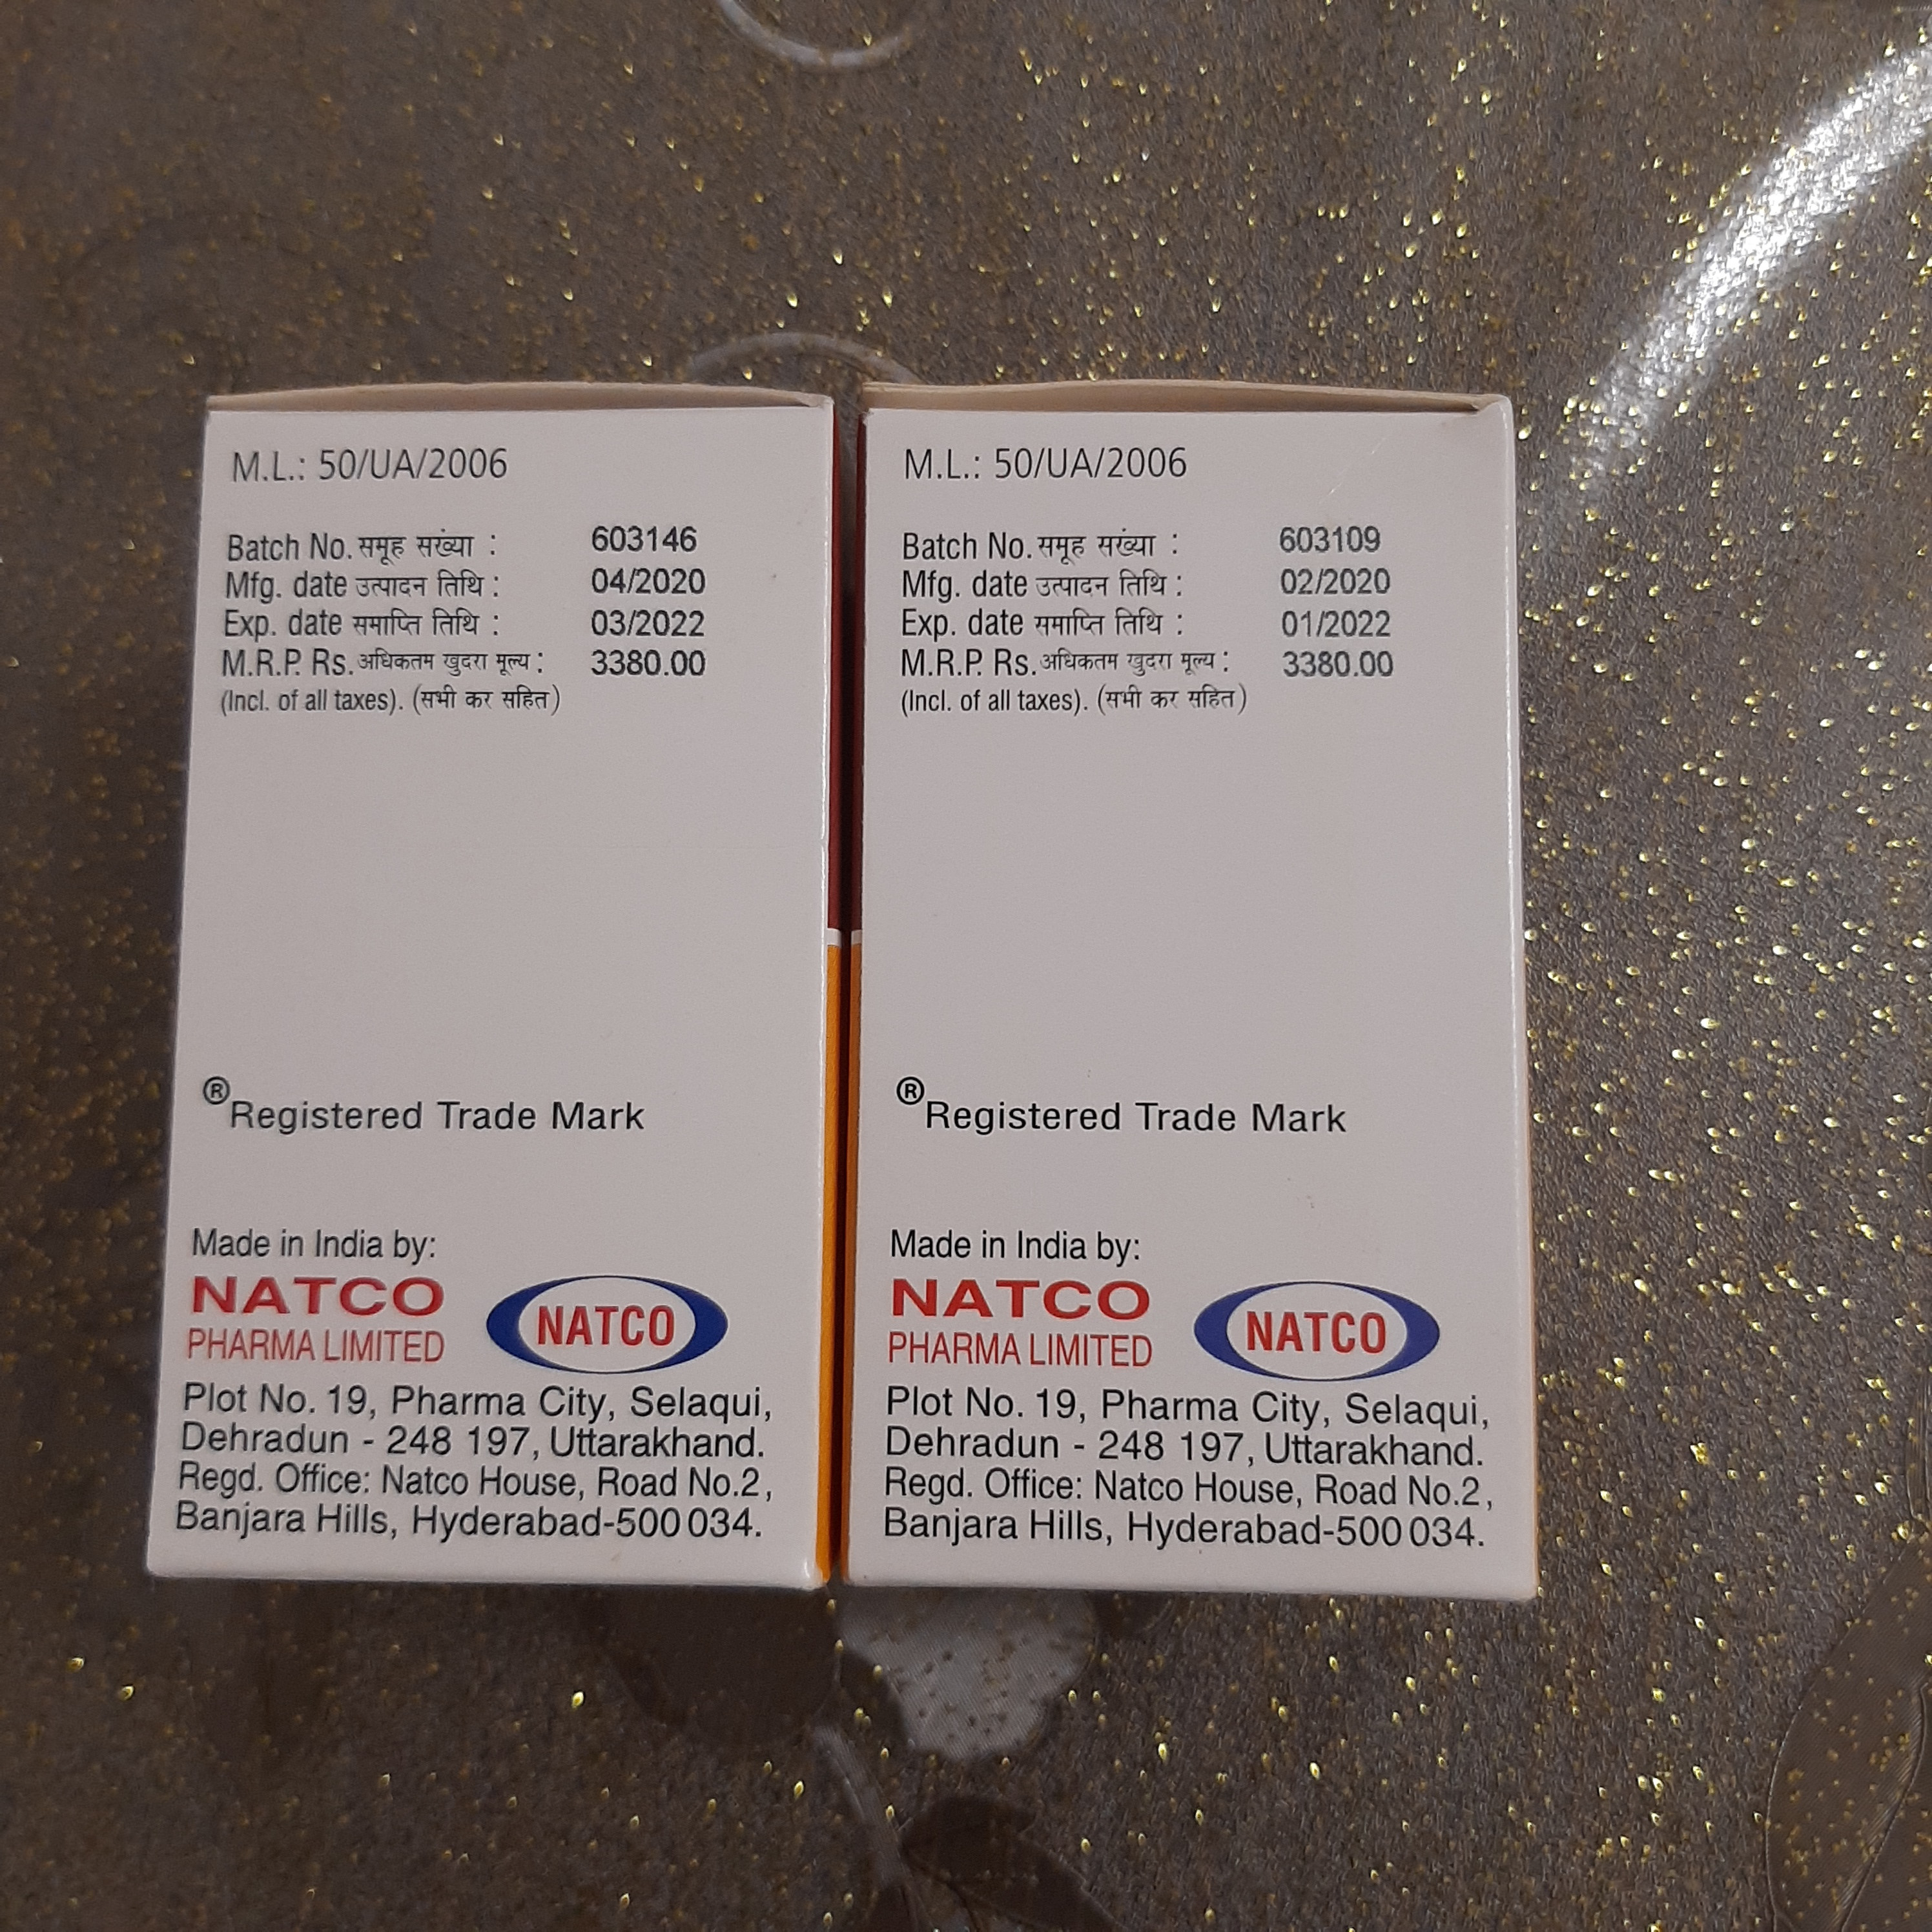 M.L.: 50/UA/2006
Batch No. समूह सख्ंया : 603146
Mfg. date उत्पादन तिथि : 04/2020
Exp. date समाप्ति तिथि : 03/2022
M.R.P. Rs. अधिकतम खुदरा मूल्य : 3380.00
(Incl. of all taxes). (सभी कर सहित)
®Registered Trade Mark
Made in India by:
NATCO
PHARMA LIMITED
NATCO
Plot No. 19, Pharma City, Selaqui,
Dehradun - 248 197, Uttarakhand.
Regd. Office: Natco House, Road No.2,
Banjara Hills, Hyderabad-500 034.
M.L.: 50/UA/2006
Batch No. समूह सख्ंया : 603109
Mfg. date उत्पादन तिथि : 02/2020
Exp. date समाप्ति तिथि : 01/2022
M.R.P. Rs. अधिकतम खुदरा मूल्य : 3380.00
(Incl. of all taxes). (सभी कर सहित)
®Registered Trade Mark
Made in India by:
NATCO
PHARMA LIMITED
NATCO
Plot No. 19, Pharma City, Selaqui,
Dehradun - 248 197, Uttarakhand.
Regd. Office: Natco House, Road No.2,
Banjara Hills, Hyderabad-500 034.